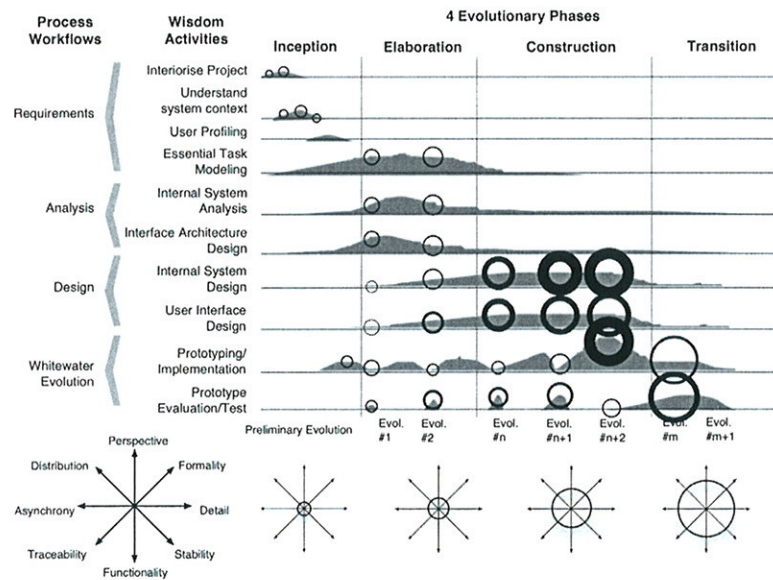 4 Evolutionary Phases
Process
Workflows
Wisdom
Activities
Inception
Elaboration
Construction
Transition
Requirements
Interiorise Project
Understand
system context
User Profiling
Essential Task
Modeling
Analysis
Internal System
Analysis
Interface Architecture
Design
Design
Internal System
Design
User Interface
Design
Whitewater
Evolution
Prototyping/
Implementation
Prototype
Evaluation/Test
Preliminary Evolution
Evol.
#1
Evol.
#2
Evol.
#n
Evol.
#n+1
Evol.
#n+2
Evol.
#m
Evol.
#m+1
Perspective
Distribution
Formality
Asynchrony
Detail
Traceability
Stability
Functionality